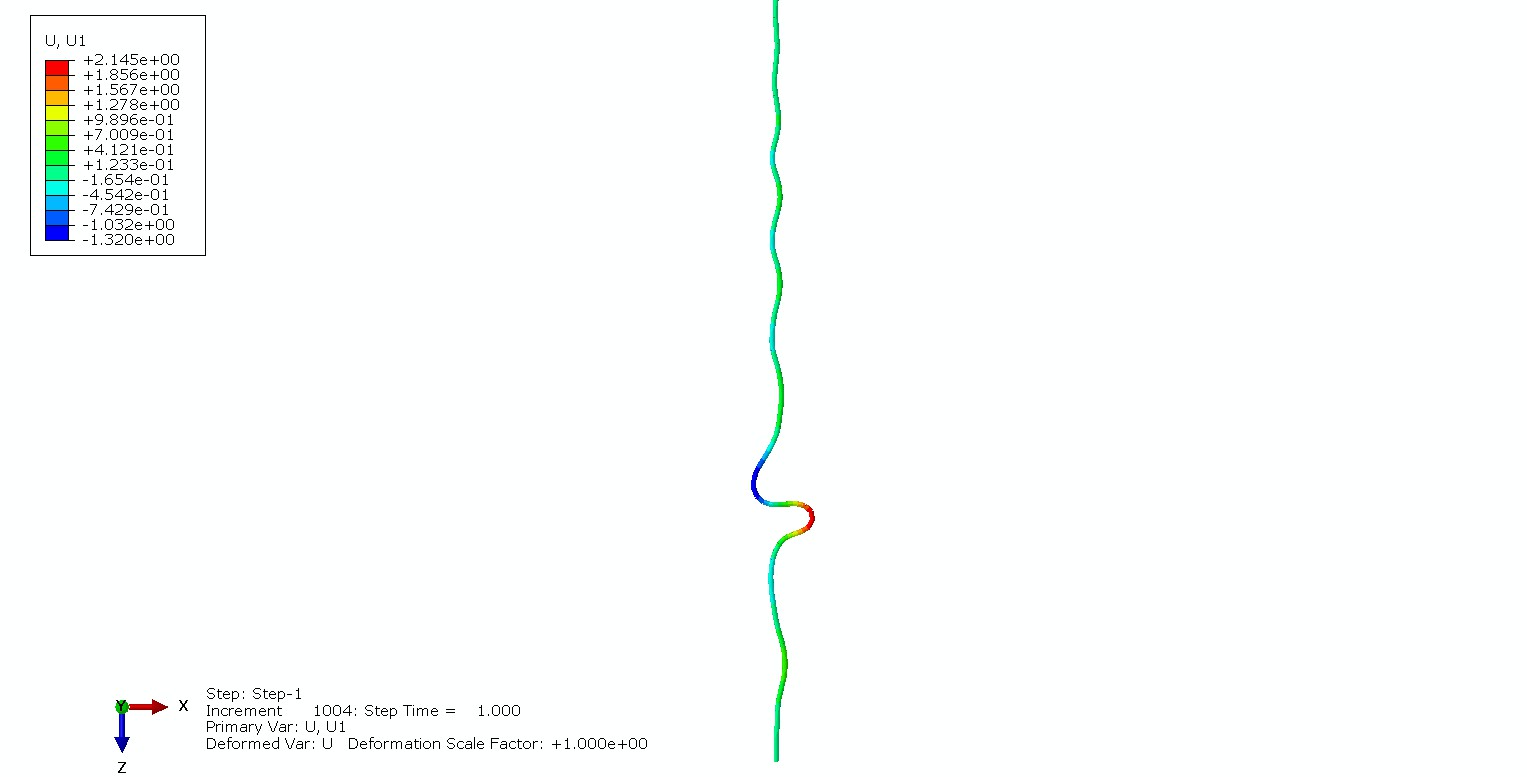 U, U1
+2.145e+00
+1.856e+00
+1.567e+00
+1.278e+00
+9.896e-01
+7.009e-01
+4.121e-01
+1.233e-01
-1.654e-01
-4.542e-01
-7.429e-01
-1.032e+00
-1.320e+00
Y
X
Z
Step: Step-1
Increment 1004: Step Time = 1.000
Primary Var: U, U1
Deformed Var: U Deformation Scale Factor: +1.000e+00